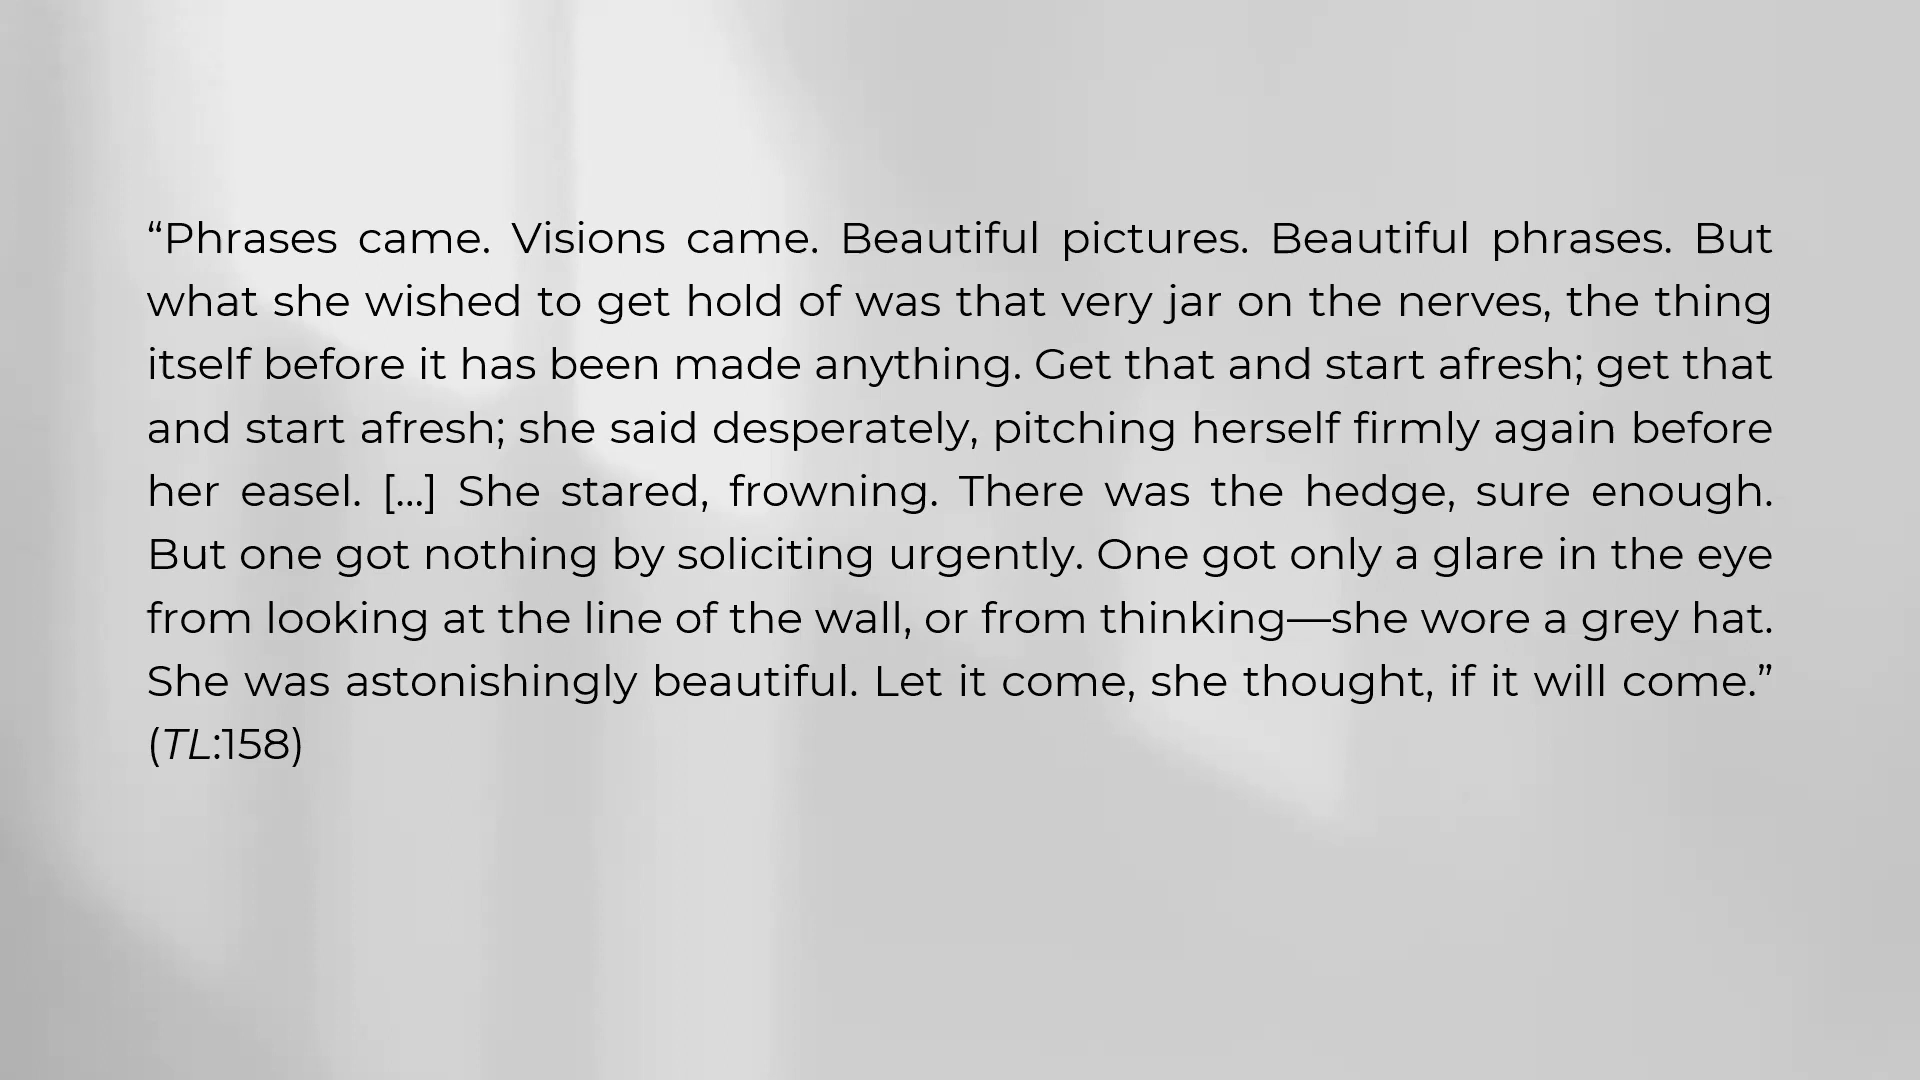 “Phrases came. Visions came. Beautiful pictures. Beautiful phrases. But
what she wished to get hold of was that very jar on the nerves, the thing
itself before it has been made anything. Get that and start afresh; get that
and start afresh; she said desperately, pitching herself firmly again before
her easel. [...] She stared, frowning. There was the hedge, sure enough.
But one got nothing by soliciting urgently. One got only a glare in the eye
from looking at the line of the wall, or from thinking—she wore a grey hat.
She was astonishingly beautiful. Let it come, she thought, if it will come.”
(TL:158)